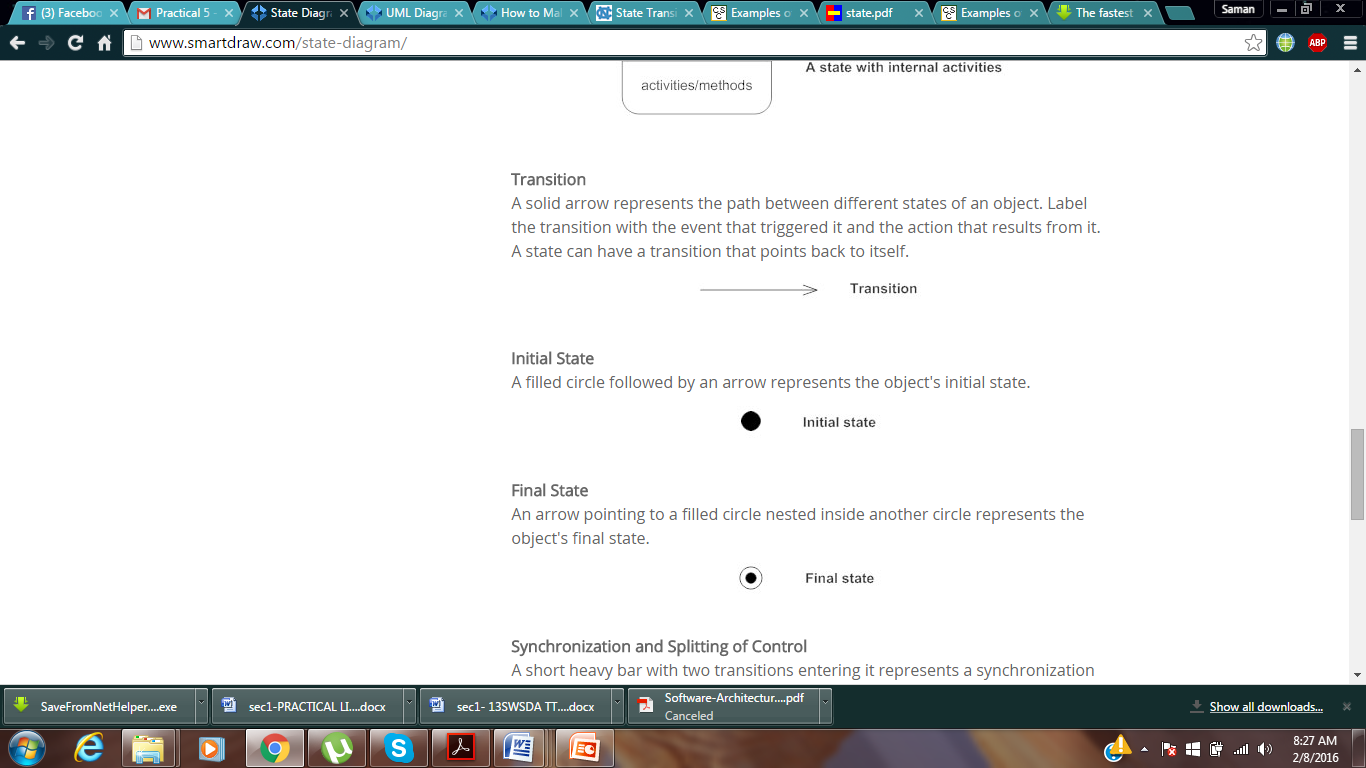 (3) Faceboo
Practical 5 -
State Diagra
UML Diagra
How to Mal
State Transi
Examples o
state.pdf
Examples o
The fastest
Saman
www.smartdraw.com/state-diagram/
ABP
activities/methods
A state with internal activities
Transition
A solid arrow represents the path between different states of an object. Label
the transition with the event that triggered it and the action that results from it.
A state can have a transition that points back to itself.
Transition
Initial State
A filled circle followed by an arrow represents the object's initial state.
Initial state
Final State
An arrow pointing to a filled circle nested inside another circle represents the
object's final state.
Final state
Synchronization and Splitting of Control
A short heavy bar with two transitions entering it represents a synchronization
SaveFromNetHelper....exe
sec1-PRACTICAL LI....docx
sec1- 13SWSDA TT....docx
Software-Architectur....pdf
Canceled
Show all downloads...
8:27 AM
2/8/2016